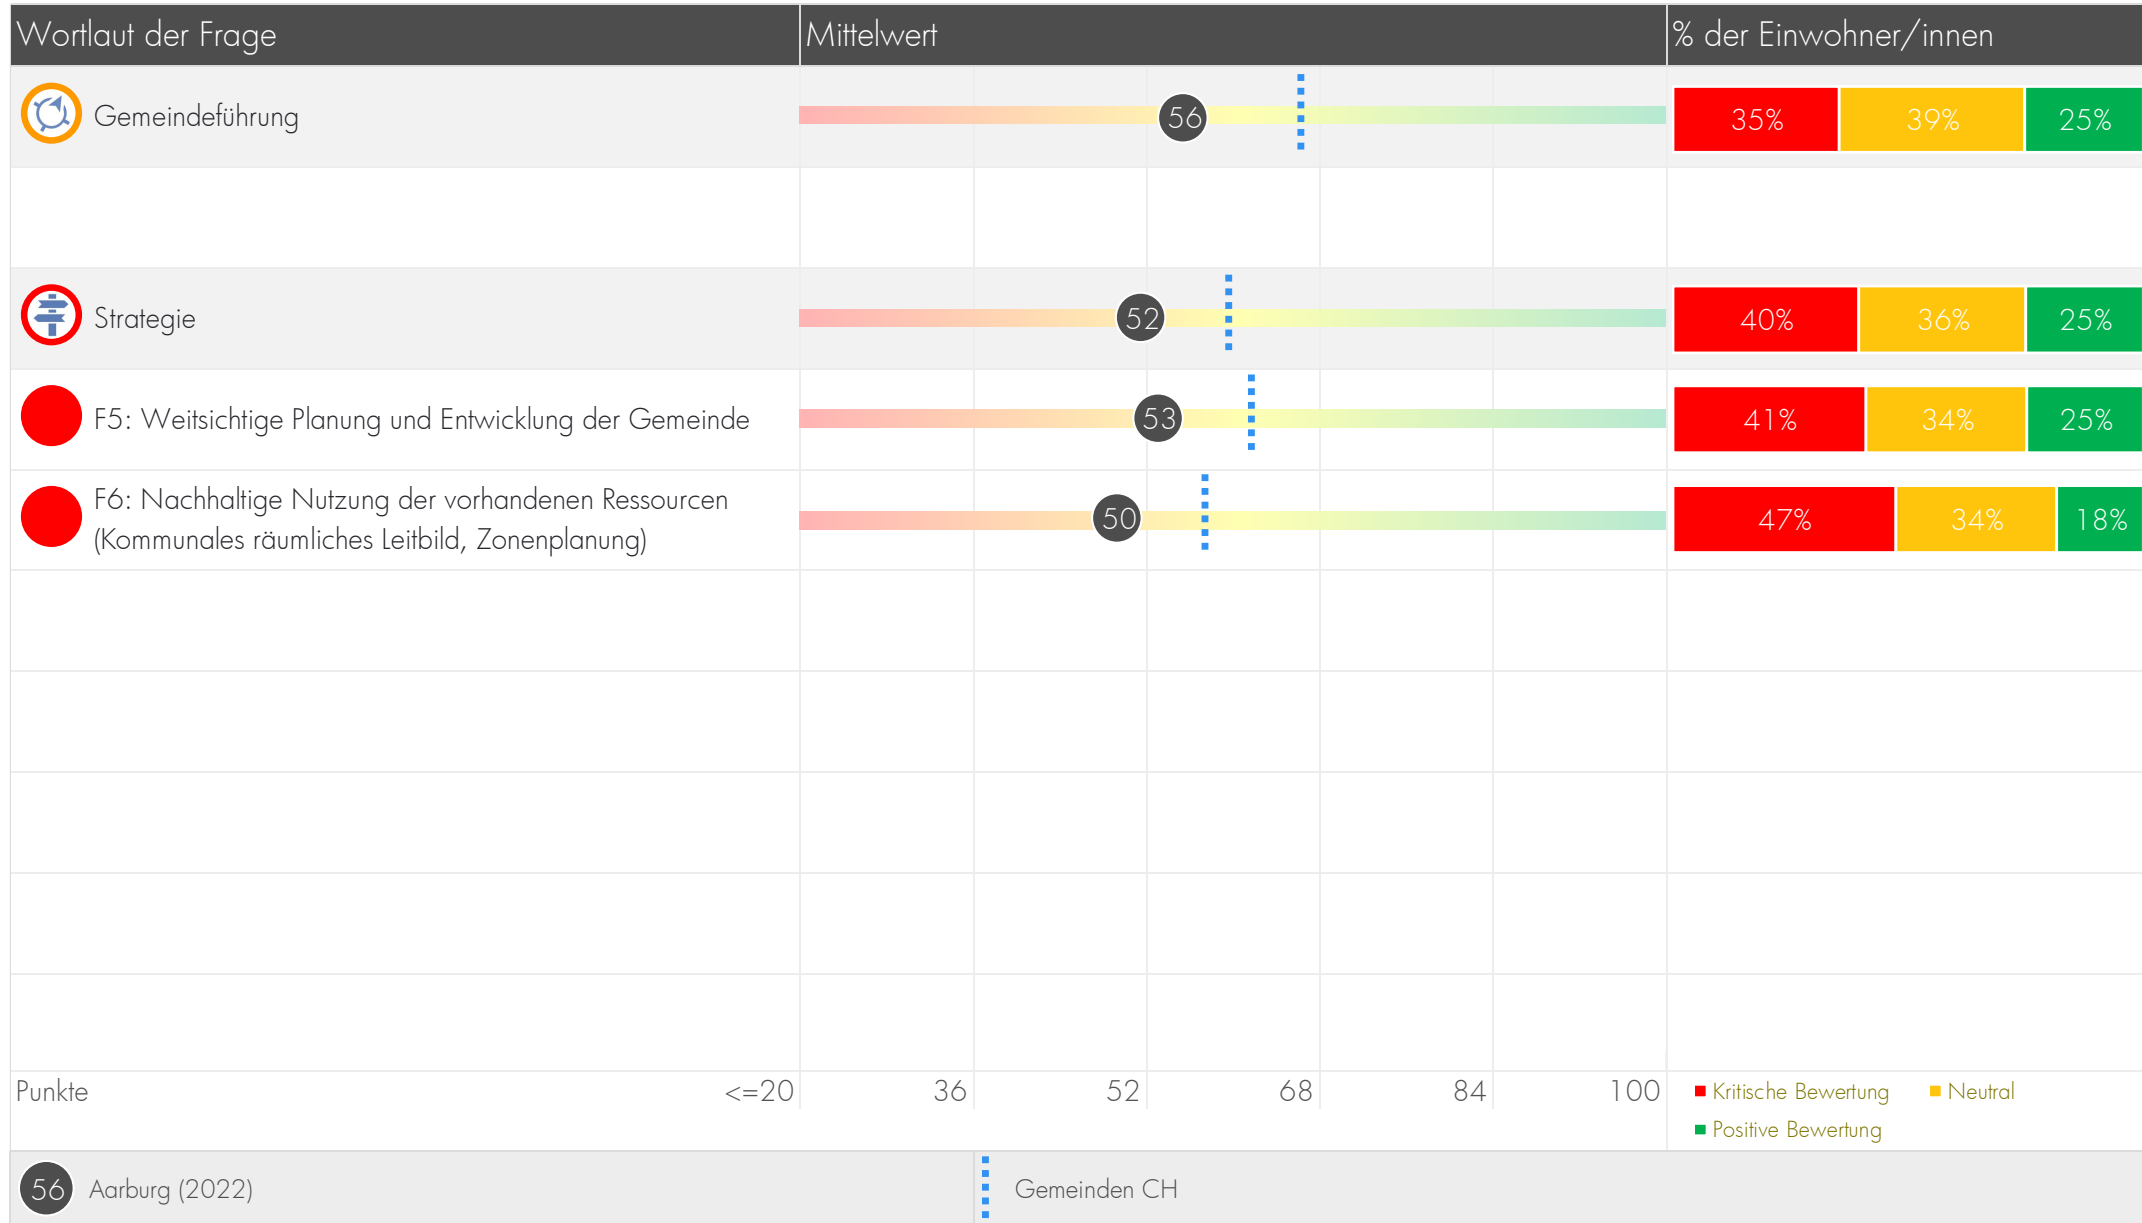 Wortlaut der Frage Mittelwert % der Einwohner/innen
Gemeindeführung 56 35% 39% 25%
Strategie 52 40% 36% 25%
F5: Weitsichtige Planung und Entwicklung der Gemeinde 53 41% 34% 25%
F6: Nachhaltige Nutzung der vorhandenen Ressourcen
(Kommunales räumliches Leitbild, Zonenplanung) 50 47% 34% 18%
Punkte <=20 36 52 68 84 100
Kritische Bewertung Neutral
Positive Bewertung
56 Aarburg (2022) Gemeinden CH